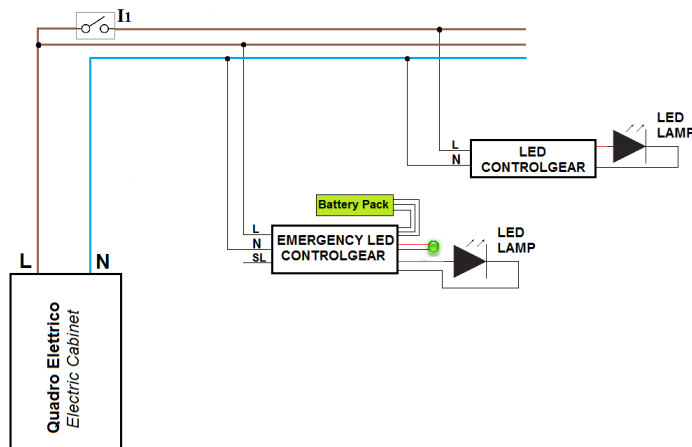 I1
L
N
LED
CONTROLGEAR
LED
LAMP
Battery Pack
L
N
SL
EMERGENCY LED
CONTROLGEAR
LED
LAMP
L
N
Quadro Elettrico
Electric Cabinet